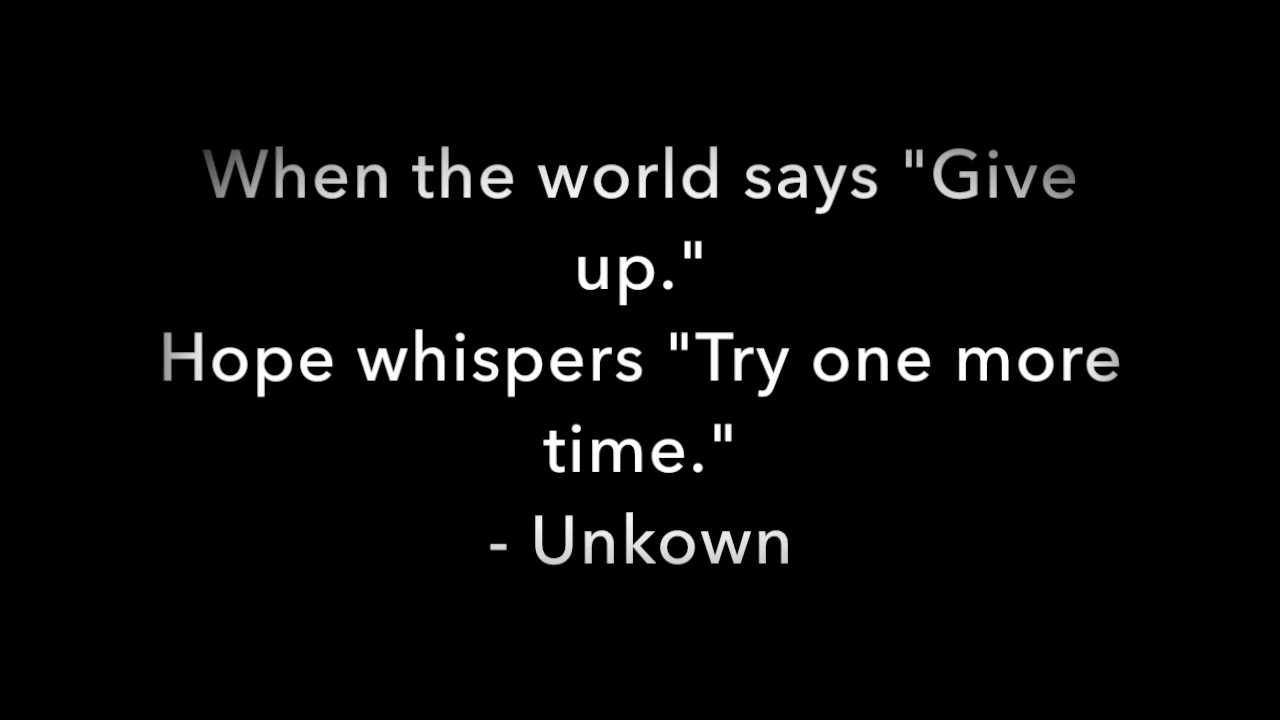 When the world says "Give
up."
Hope whispers "Try one more
time."
- Unkown